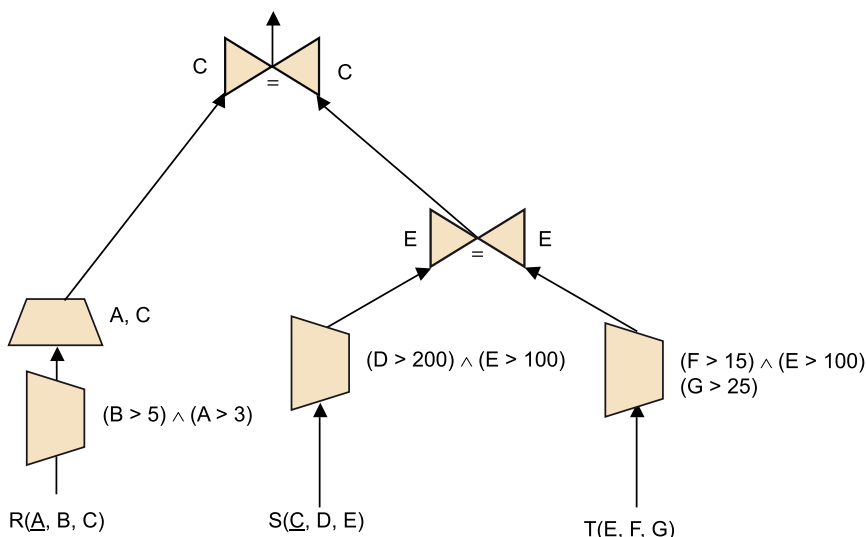 C
C
=
E
E
=
A, C
(D > 200) ∧ (E > 100)
(F > 15) ∧ (E > 100)
(G > 25)
(B > 5) ∧ (A > 3)
R(A, B, C)
S(C, D, E)
T(E, F, G)